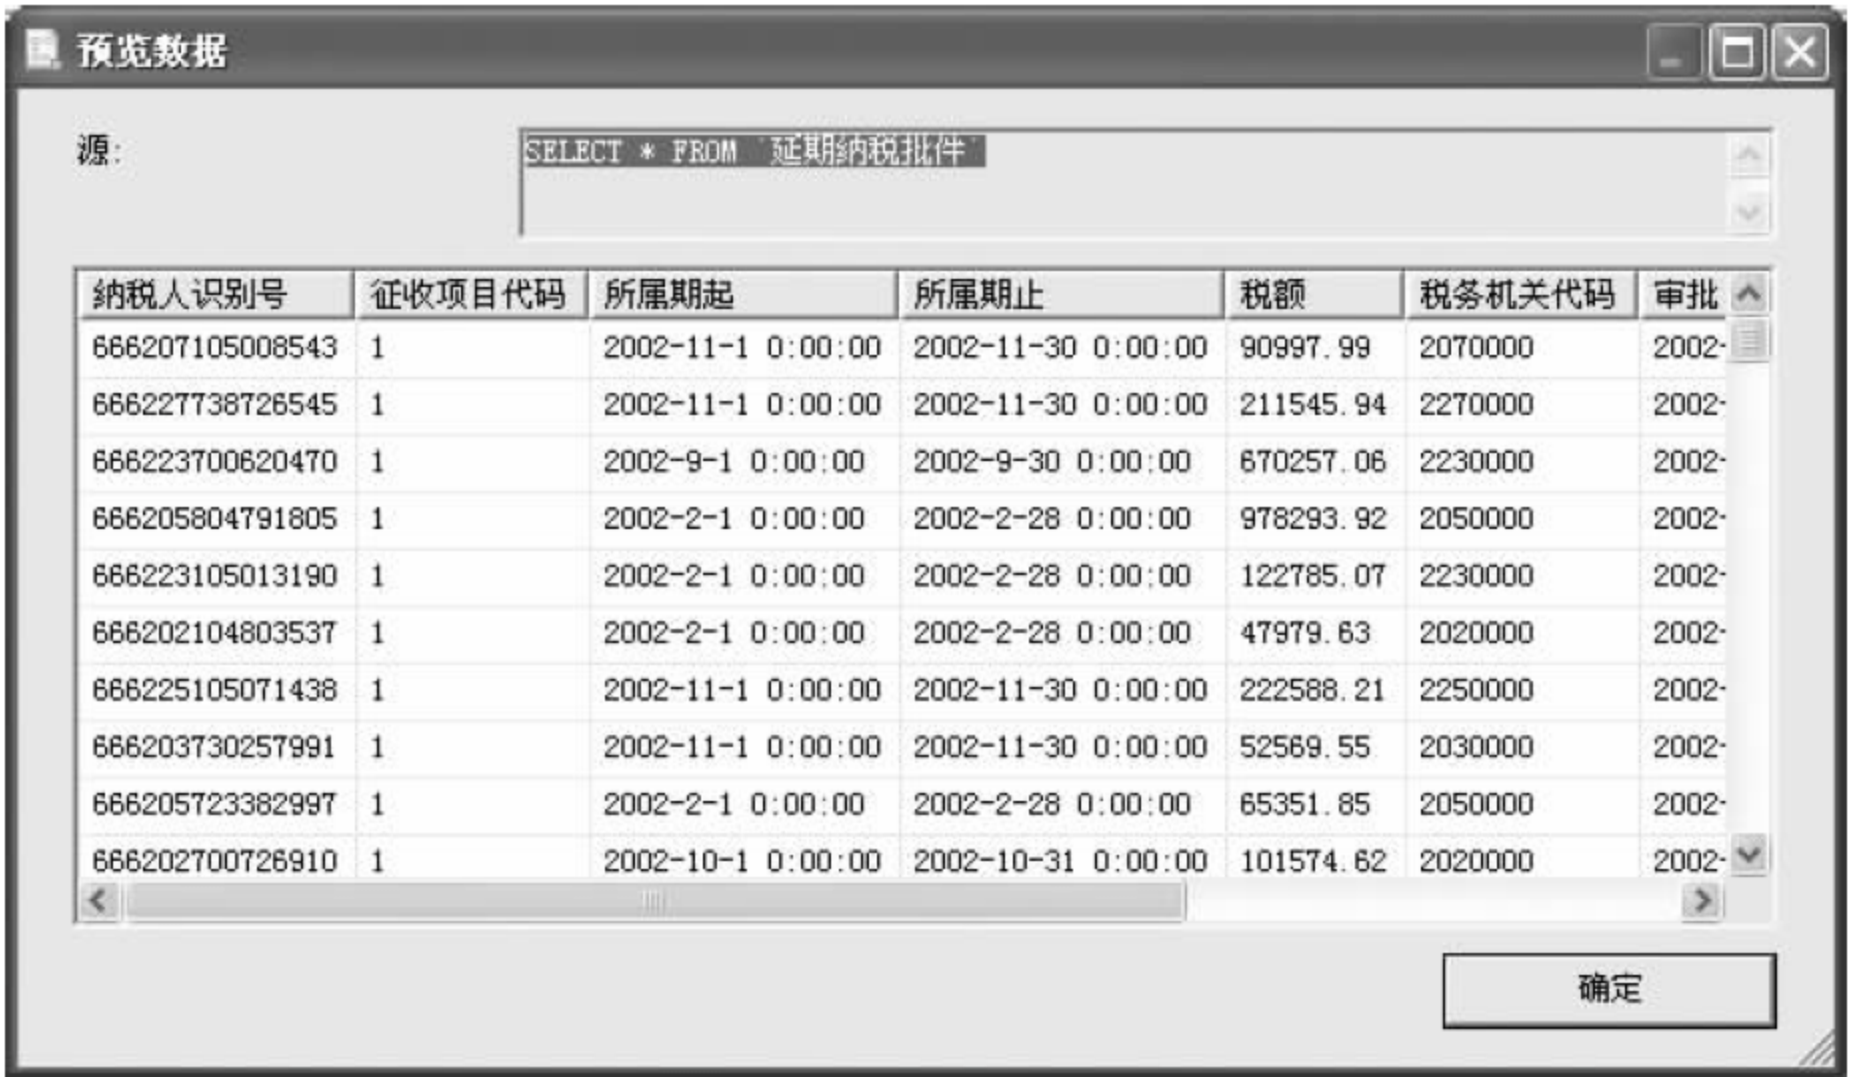 预览数据
源:
SELECT * FROM `延期纳税批件`
纳税人识别号 征收项目代码 所属期起 所属期止 税额 税务机关代码 审批
666207105008543 1 2002-11-1 0:00:00 2002-11-30 0:00:00 90997.99 2070000 2002-
666227738726545 1 2002-11-1 0:00:00 2002-11-30 0:00:00 211545.94 2270000 2002-
666223700620470 1 2002-9-1 0:00:00 2002-9-30 0:00:00 670257.06 2230000 2002-
666205804791805 1 2002-2-1 0:00:00 2002-2-28 0:00:00 978293.92 2050000 2002-
666223105013190 1 2002-2-1 0:00:00 2002-2-28 0:00:00 122785.07 2230000 2002-
666202104803537 1 2002-2-1 0:00:00 2002-2-28 0:00:00 47979.63 2020000 2002-
666225105071438 1 2002-11-1 0:00:00 2002-11-30 0:00:00 222588.21 2250000 2002-
666203730257991 1 2002-11-1 0:00:00 2002-11-30 0:00:00 52569.55 2030000 2002-
666205723382997 1 2002-2-1 0:00:00 2002-2-28 0:00:00 65351.85 2050000 2002-
666202700726910 1 2002-10-1 0:00:00 2002-10-31 0:00:00 101574.62 2020000 2002-
确定